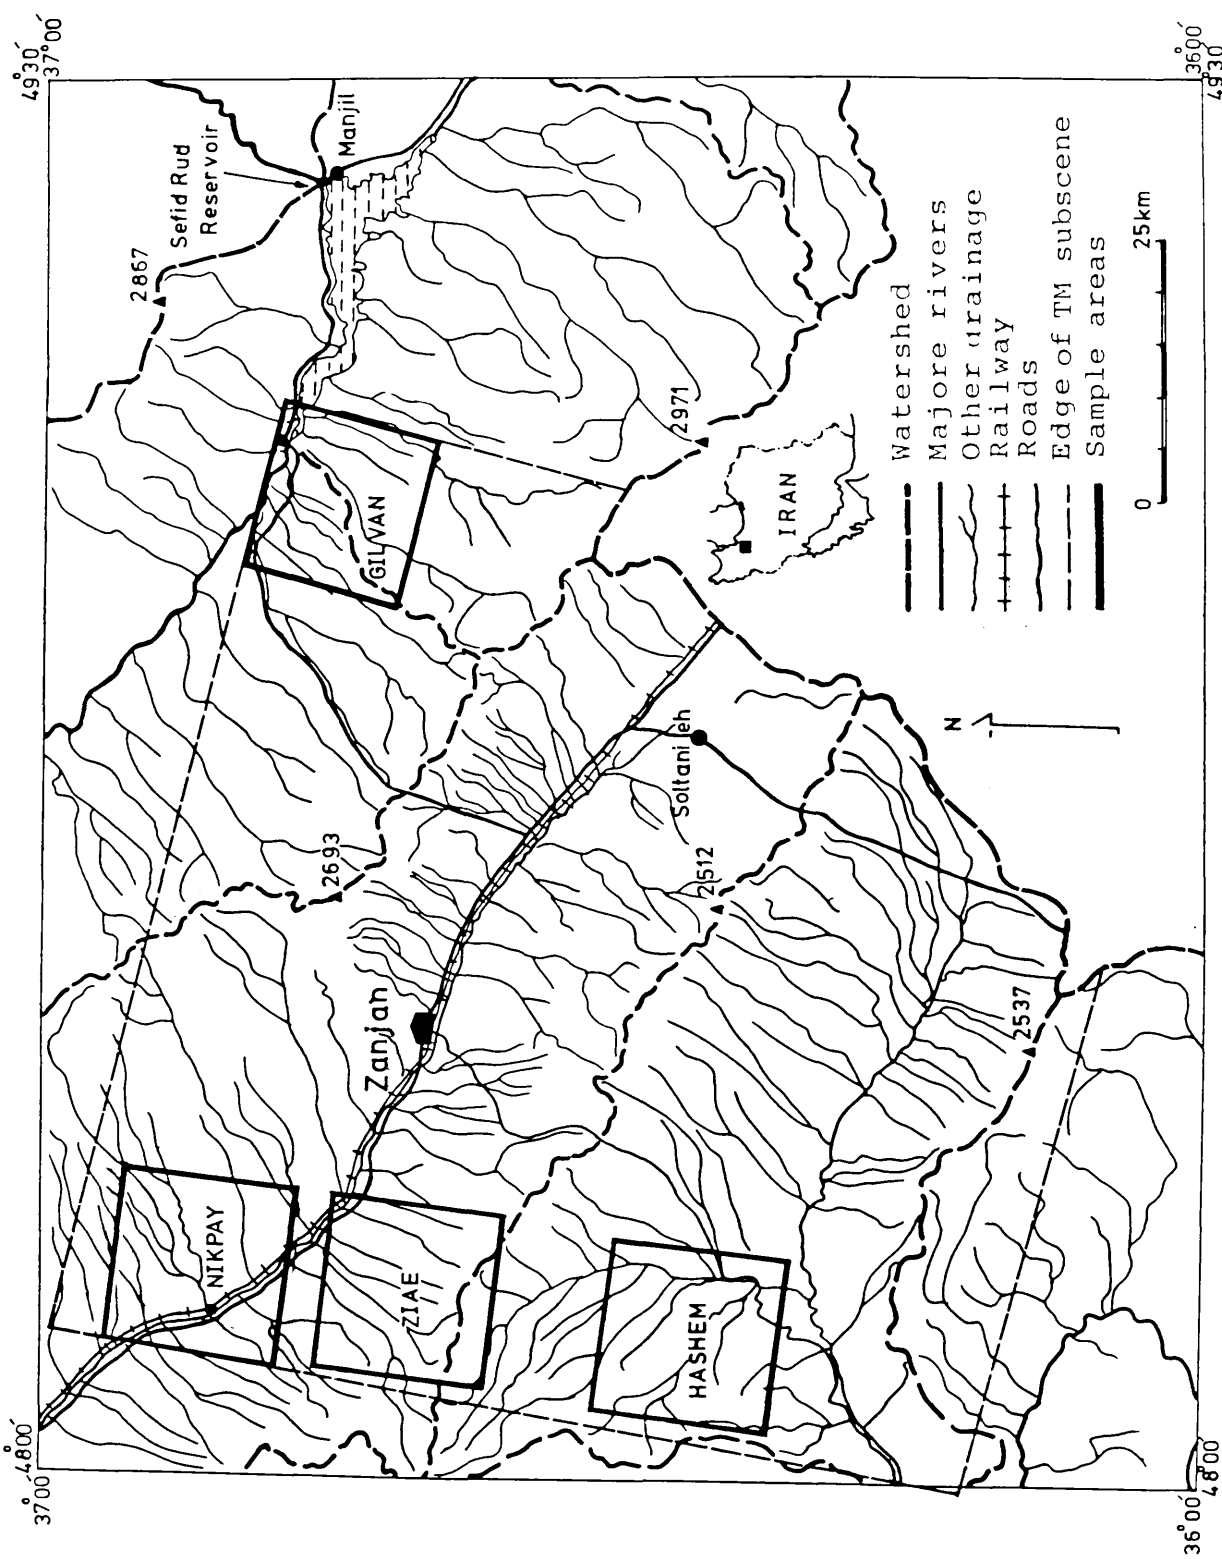 48°00′
37°00′
49°30′
37°00′
Sefid Rud
Reservoir
Manjil
2867
NIKPAY
GILVAN
2693
Zanjan
ZIAE
2971
HASHEM
2512
Soltanieh
IRAN
N
2537
Watershed
Majore rivers
Other drainage
Railway
Roads
Edge of TM subscene
Sample areas
0
25km
36°00′
48°00
36°00′
49°30